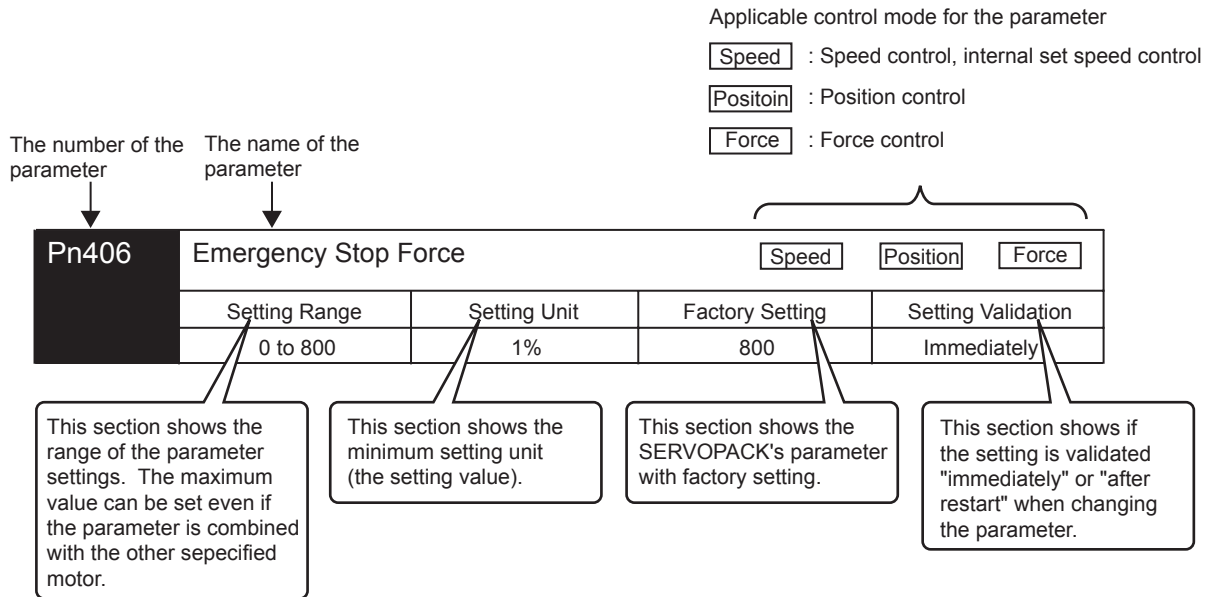 Applicable control mode for the parameter
Speed : Speed control, internal set speed control
Positoin : Position control
Force : Force control
The number of the
parameter
The name of the
parameter
Pn406 Emergency Stop Force Speed Position Force
Setting Range Setting Unit Factory Setting Setting Validation
0 to 800 1% 800 Immediately
This section shows the
range of the parameter
settings. The maximum
value can be set even if
the parameter is combined
with the other sepecified
motor.
This section shows the
minimum setting unit
(the setting value).
This section shows the
SERVOPACK's parameter
with factory setting.
This section shows if
the setting is validated
"immediately" or "after
restart" when changing
the parameter.